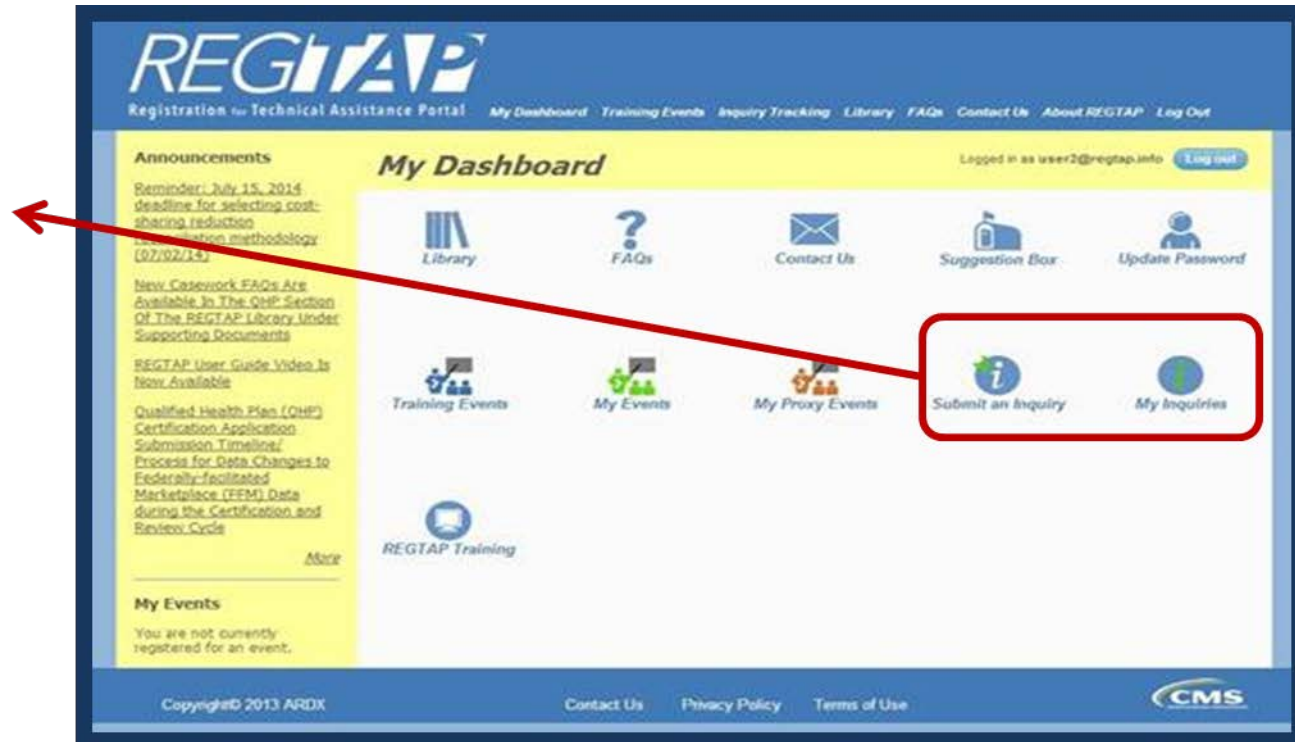 REGTAP
Registration for Technical Assistance Portal
My Dashboard Training Events Inquiry Tracking Library FAQs Contact Us About REGTAP Log Out
Announcements
Reminder: July 15, 2014
deadline for selecting cost-
sharing reduction
reconciliation methodology
(07/02/14)
New Casework FAQs Are
Available In The QHP Section
Of The REGTAP Library Under
Supporting Documents
REGTAP User Guide Video Is
Now Available
Qualified Health Plan (QHP)
Certification Application
Submission Timeline/
Process for Data Changes to
Federally-facilitated
Marketplace (FFM) Data
during the Certification and
Review Cycle
More
My Events
You are not currently
registered for an event.
My Dashboard
Logged in as user2@regtap.info Log out
Library FAQs Contact Us Suggestion Box Update Password
Training Events My Events My Proxy Events Submit an Inquiry My Inquiries
REGTAP Training
Copyright© 2013 ARDX Contact Us Privacy Policy Terms of Use CMS